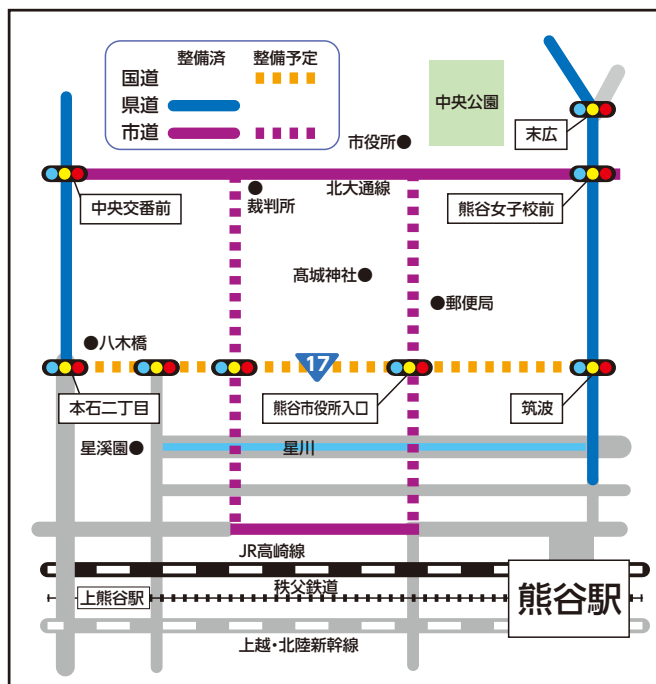 整備済 整備予定
国道
県道
市道
中央公園
市役所
末広
北大通線
中央交番前
裁判所
熊谷女子校前
髙城神社
郵便局
八木橋
17
本石二丁目
熊谷市役所入口
筑波
星溪園
星川
JR高崎線
秩父鉄道
上熊谷駅
熊谷駅
上越・北陸新幹線